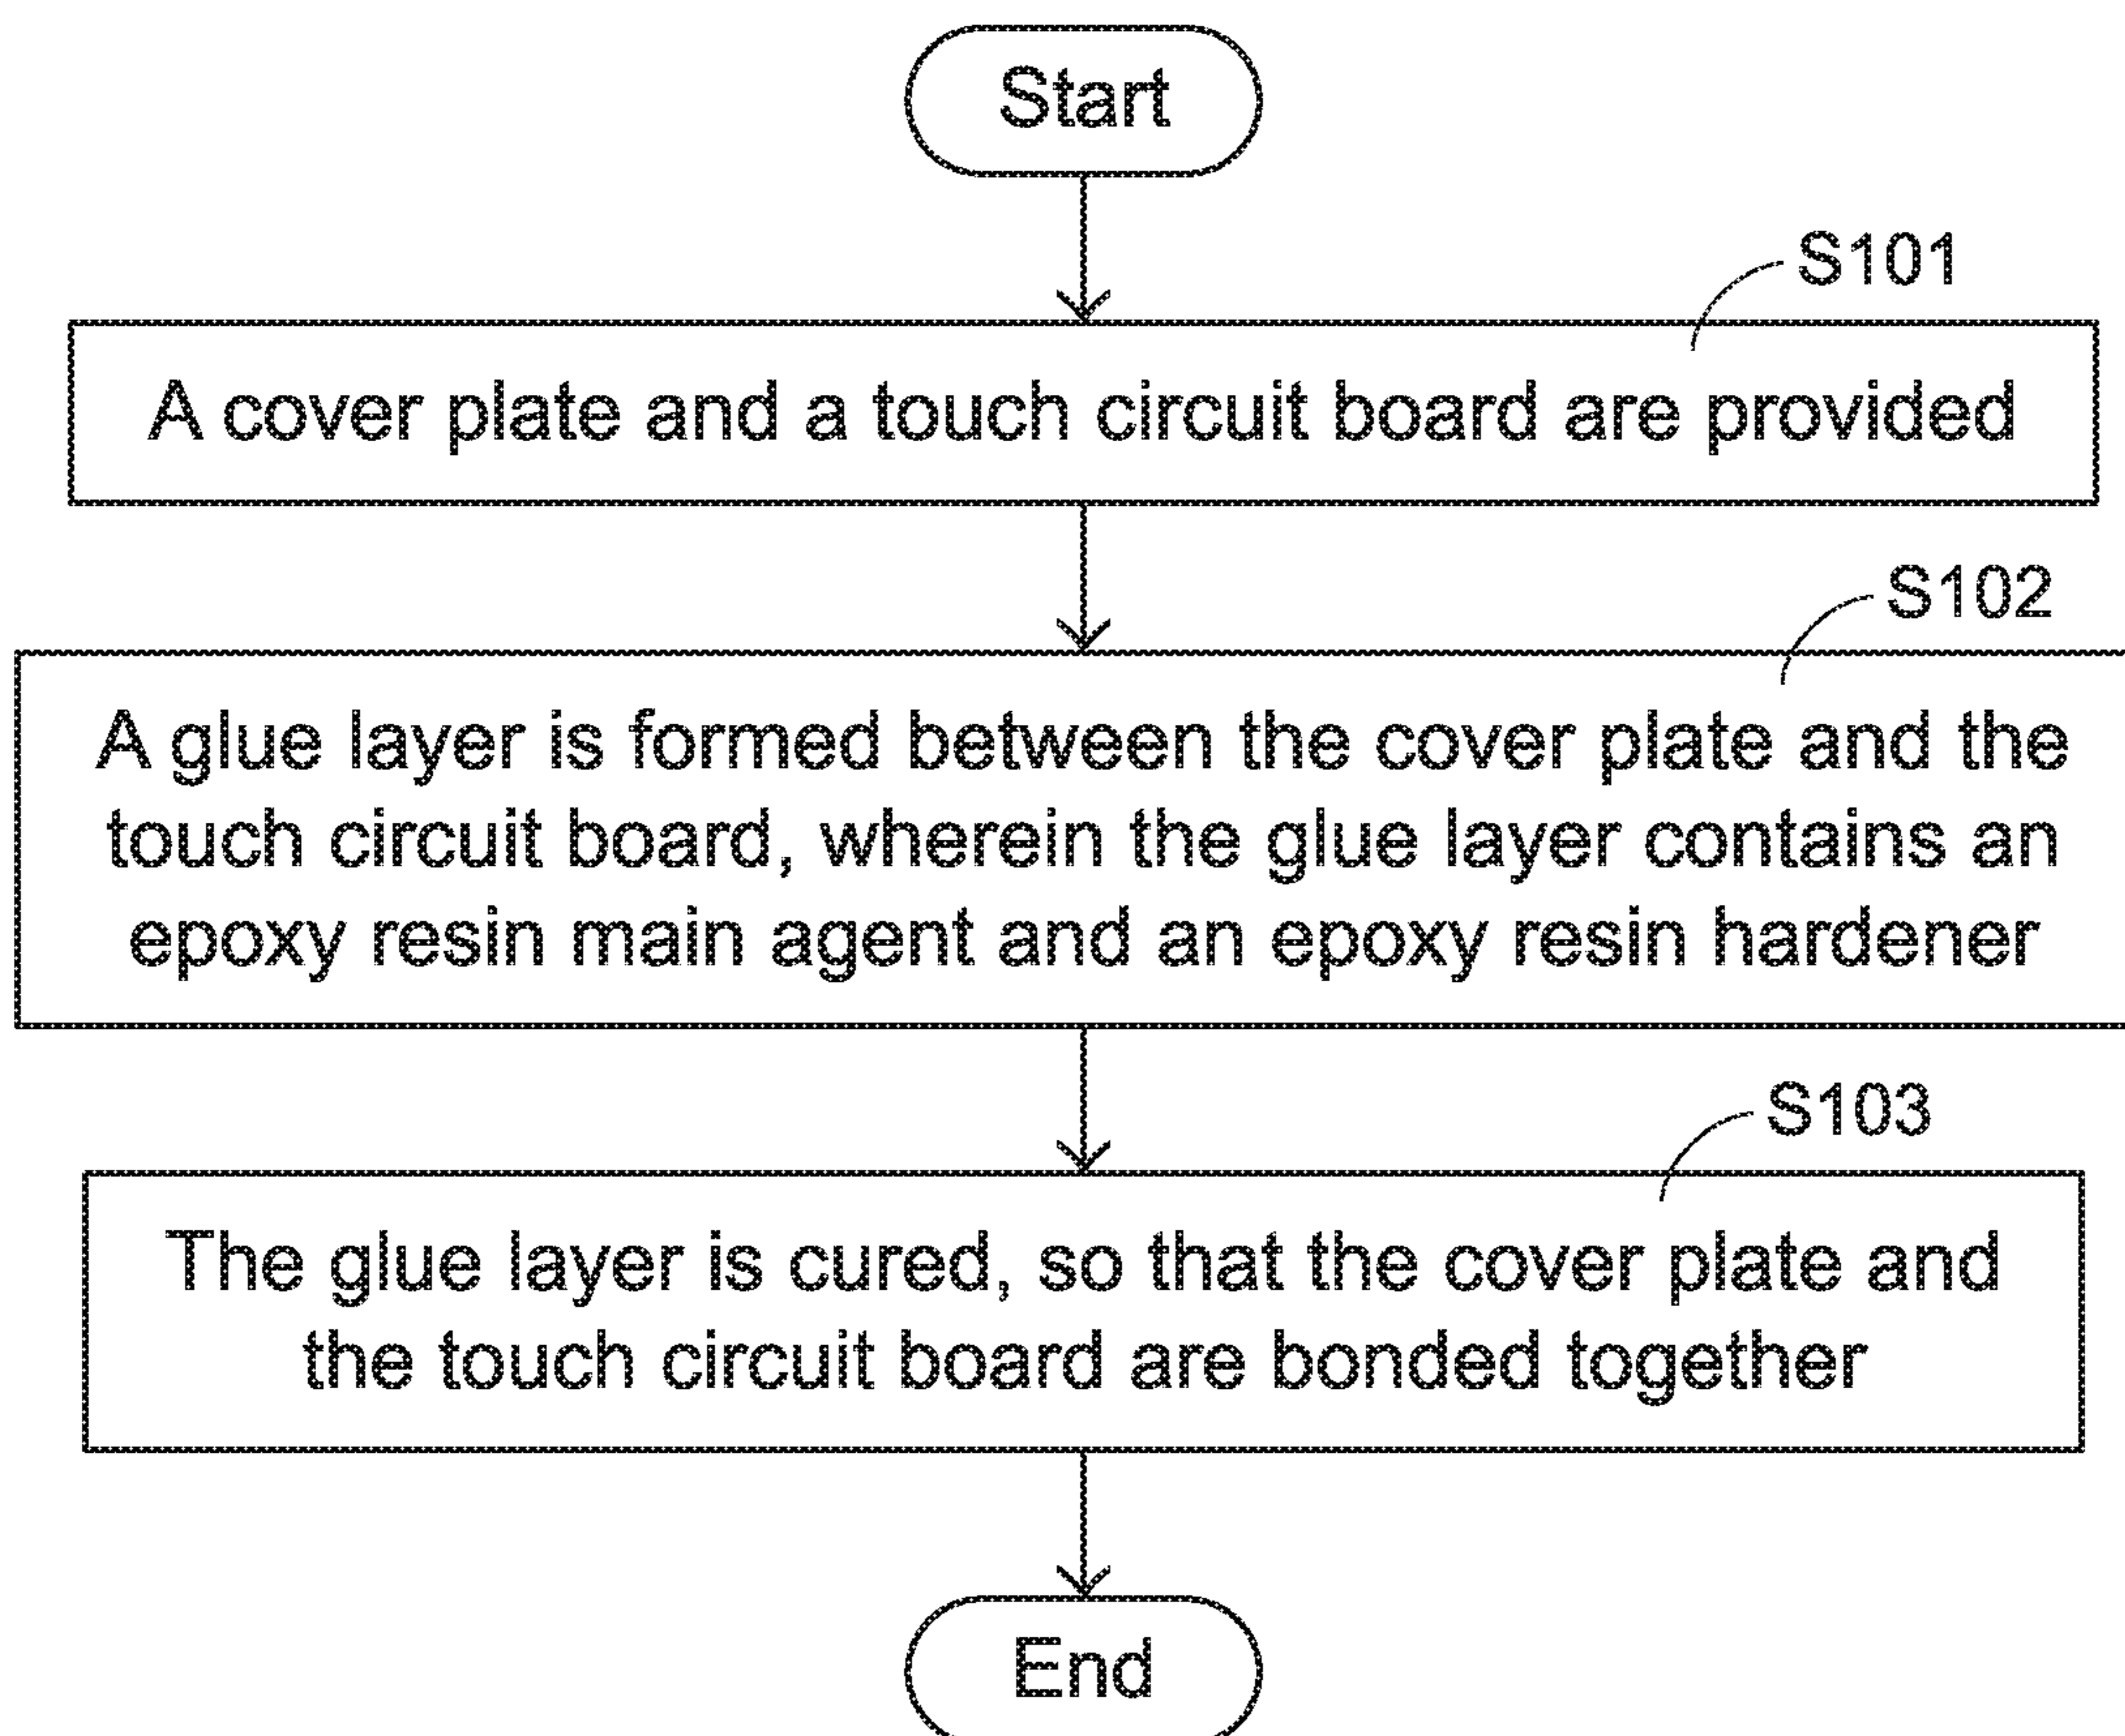 Start
S101
A cover plate and a touch circuit board are provided
S102
A glue layer is formed between the cover plate and the
touch circuit board, wherein the glue layer contains an
epoxy resin main agent and an epoxy resin hardener
S103
The glue layer is cured, so that the cover plate and
the touch circuit board are bonded together
End